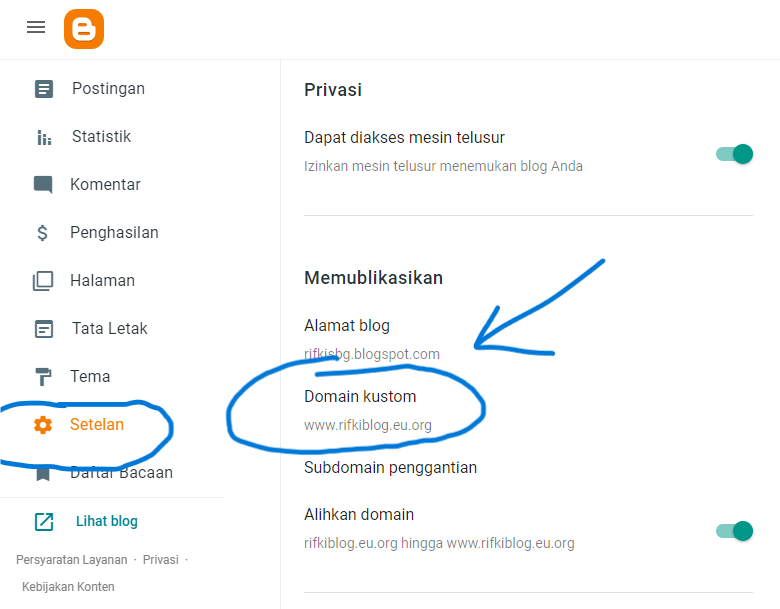 Postingan
Statistik
Komentar
Penghasilan
Halaman
Tata Letak
Tema
Setelan
Daftar Bacaan
Lihat blog
Persyaratan Layanan · Privasi ·
Kebijakan Konten
Privasi
Dapat diakses mesin telusur
Izinkan mesin telusur menemukan blog Anda
Memublikasikan
Alamat blog
rifkisbg.blogspot.com
Domain kustom
www.rifkiblog.eu.org
Subdomain penggantian
Alihkan domain
rifkiblog.eu.org hingga www.rifkiblog.eu.org